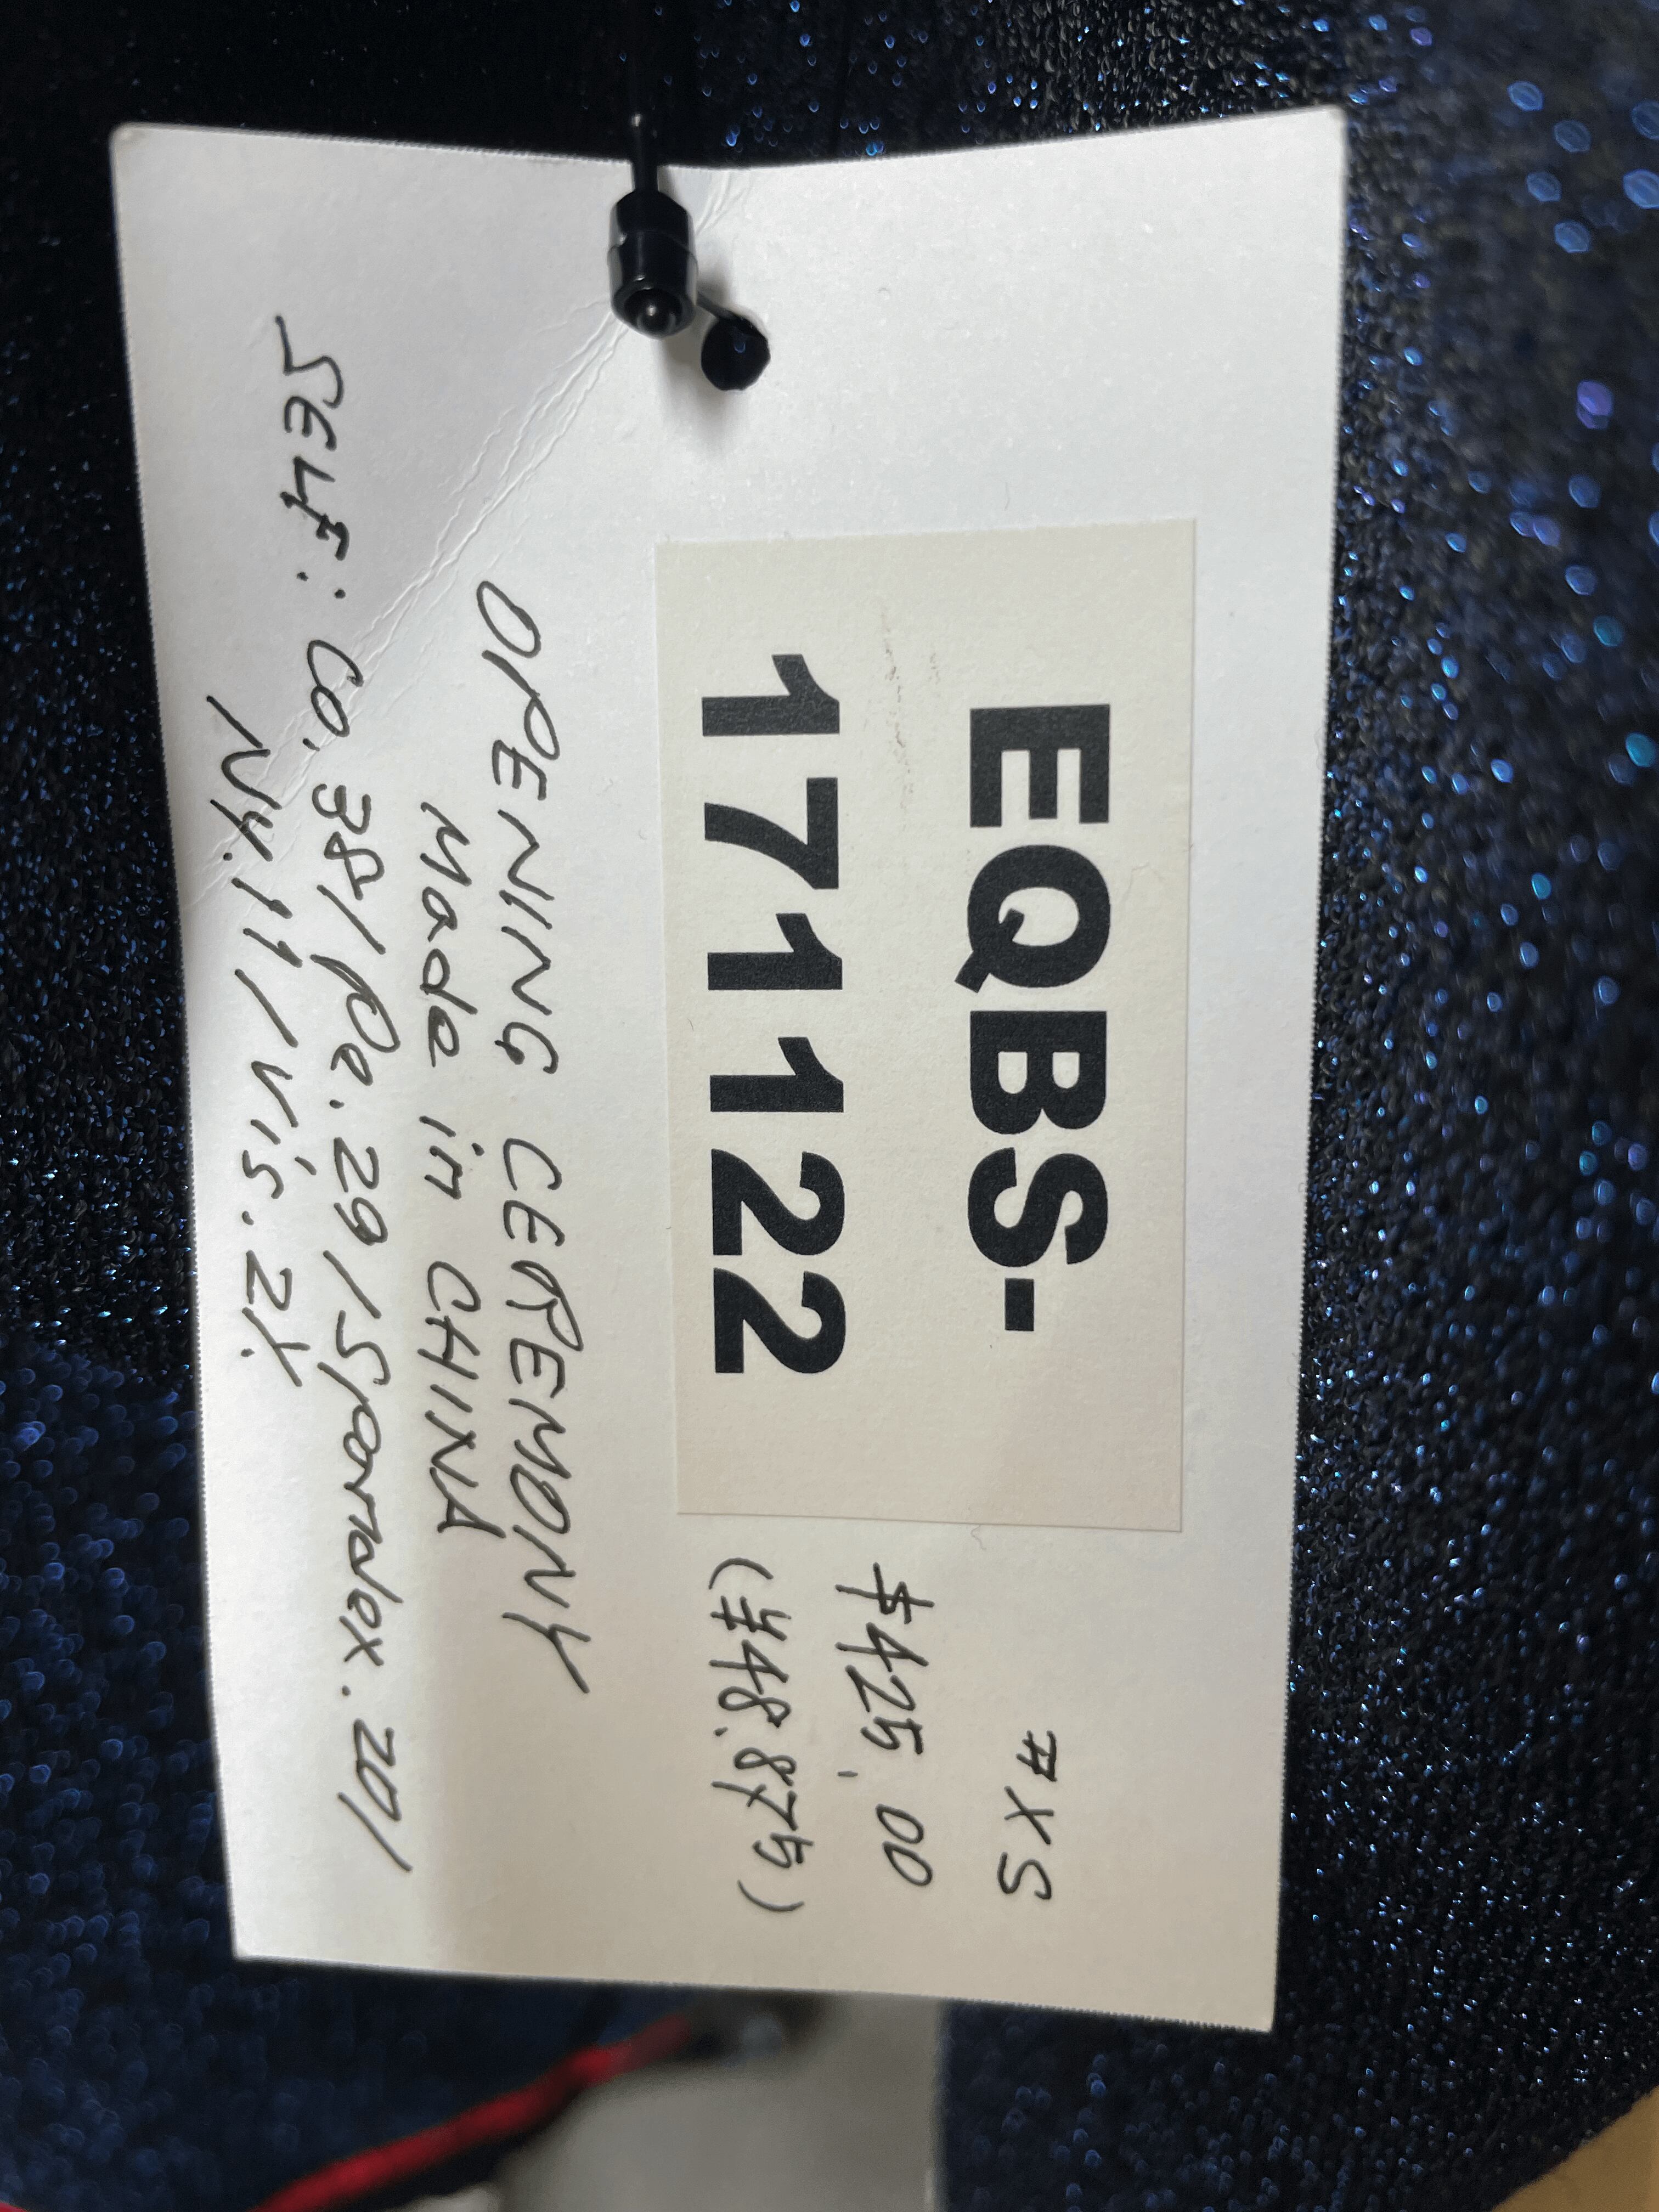 #XS
EQBS-
$425.00
171122
(¥48.875)
OPENING CEREMONY
Made in CHINA
SELF: Co. 38/Pe. 29/Spandex. 20/
Ny. 11/Vis. 2%